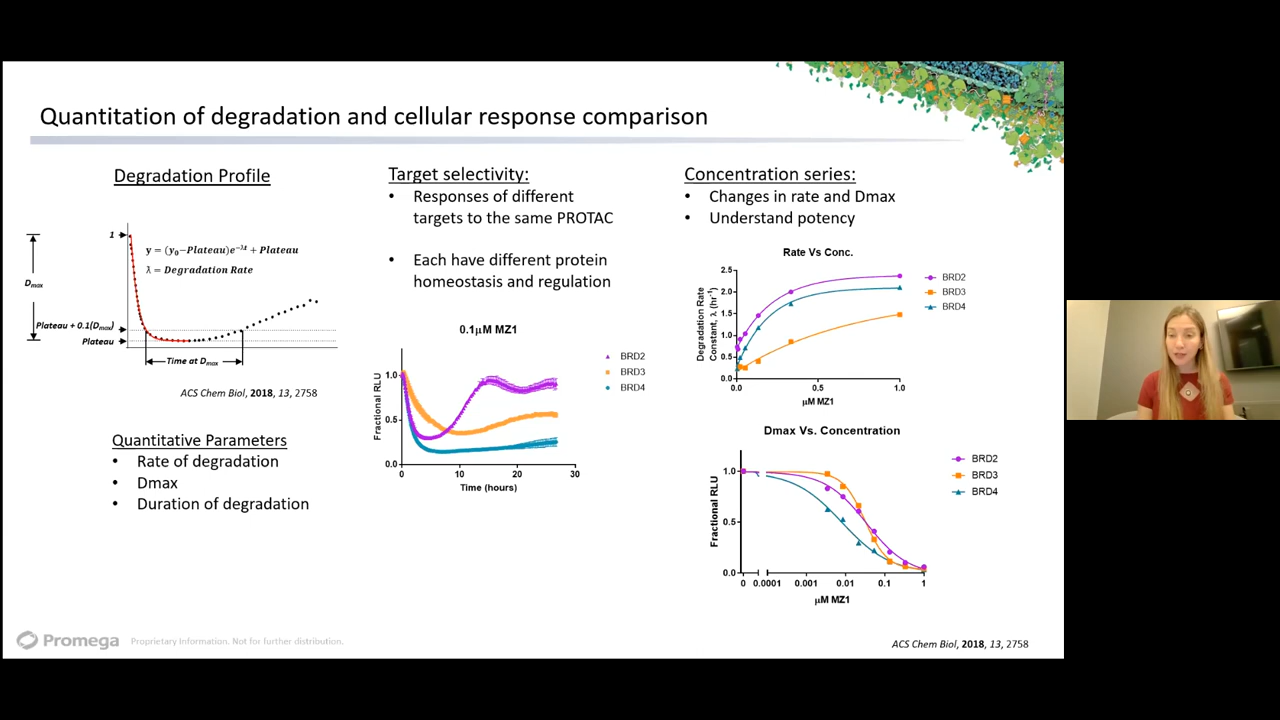 Quantitation of degradation and cellular response comparison
Degradation Profile
1
y = (y₀−Plateau)e^−λt + Plateau
λ = Degradation Rate
Dmax
Plateau + 0.1(Dmax)
Plateau
Time at Dmax
ACS Chem Biol, 2018, 13, 2758
Quantitative Parameters
• Rate of degradation
• Dmax
• Duration of degradation
Target selectivity:
• Responses of different
targets to the same PROTAC
• Each have different protein
homeostasis and regulation
0.1µM MZ1
BRD2
BRD3
BRD4
Fractional RLU
1.0
0.5
0.0
0 10 20 30
Time (hours)
Concentration series:
• Changes in rate and Dmax
• Understand potency
Rate Vs Conc.
Degradation Rate
Constant, λ, (hr⁻¹)
2.5
2.0
1.5
1.0
0.5
0.0
0.0 0.5 1.0
µM MZ1
BRD2
BRD3
BRD4
Dmax Vs. Concentration
Fractional RLU
1.0
0.5
0.0
0 0.0001 0.001 0.01 0.1 1
µM MZ1
BRD2
BRD3
BRD4
Promega
Proprietary Information. Not for further distribution.
ACS Chem Biol, 2018, 13, 2758